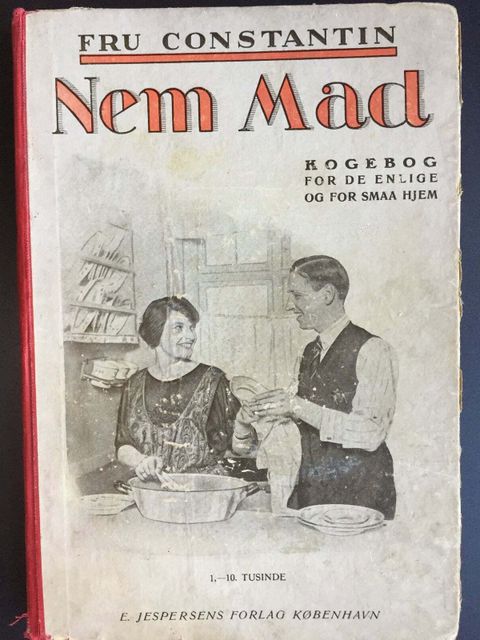 FRU CONSTANTIN
Nem Mad
KOGEBOG
FOR DE ENLIGE
OG FOR SMAA HJEM
1.—10. TUSINDE
E. JESPERSENS FORLAG KØBENHAVN